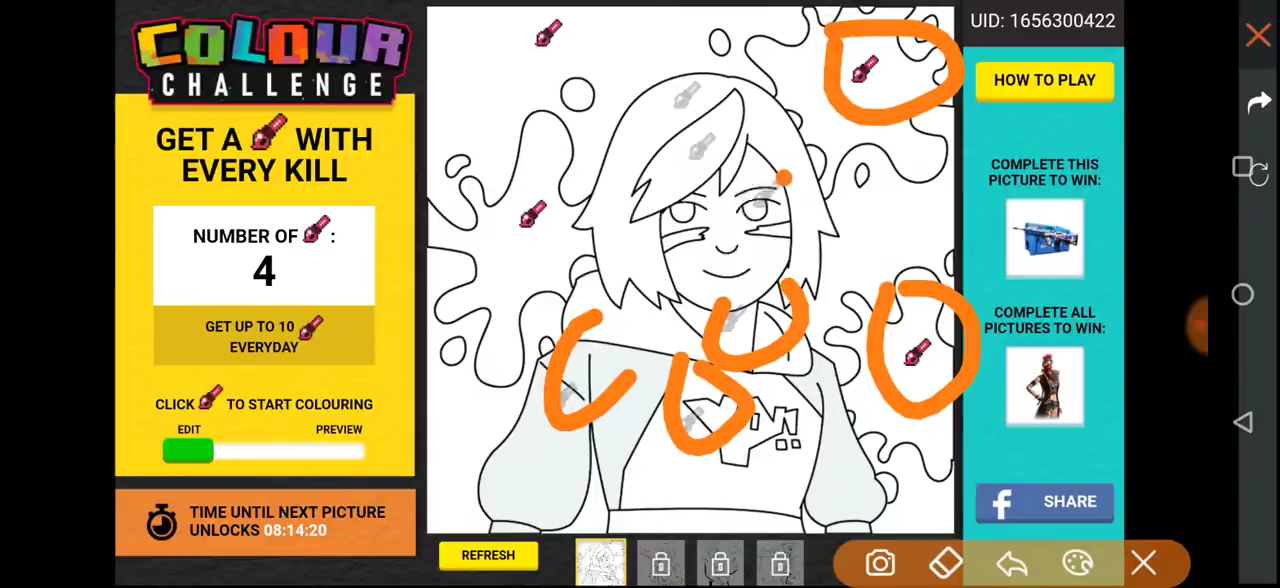 COLOUR
CHALLENGE
GET A WITH
EVERY KILL
NUMBER OF :
4
GET UP TO 10
EVERYDAY
CLICK TO START COLOURING
EDIT PREVIEW
TIME UNTIL NEXT PICTURE
UNLOCKS 08:14:20
REFRESH
UID: 1656300422
HOW TO PLAY
COMPLETE THIS
PICTURE TO WIN:
COMPLETE ALL
PICTURES TO WIN:
f SHARE